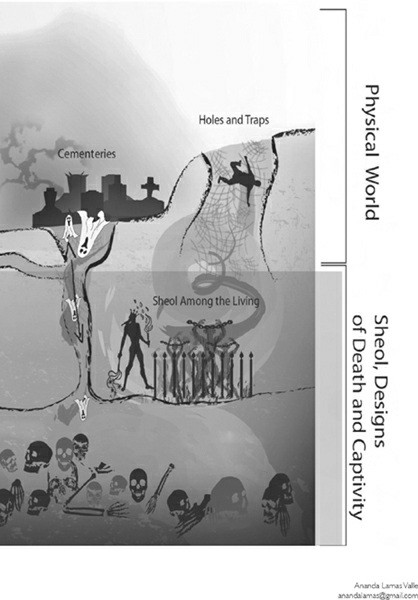 Holes and Traps
Cementeries
Physical World
Sheol Among the Living
Sheol, Designs
of Death and Captivity
Ananda Lamas Valle
anandalamas@gmail.com